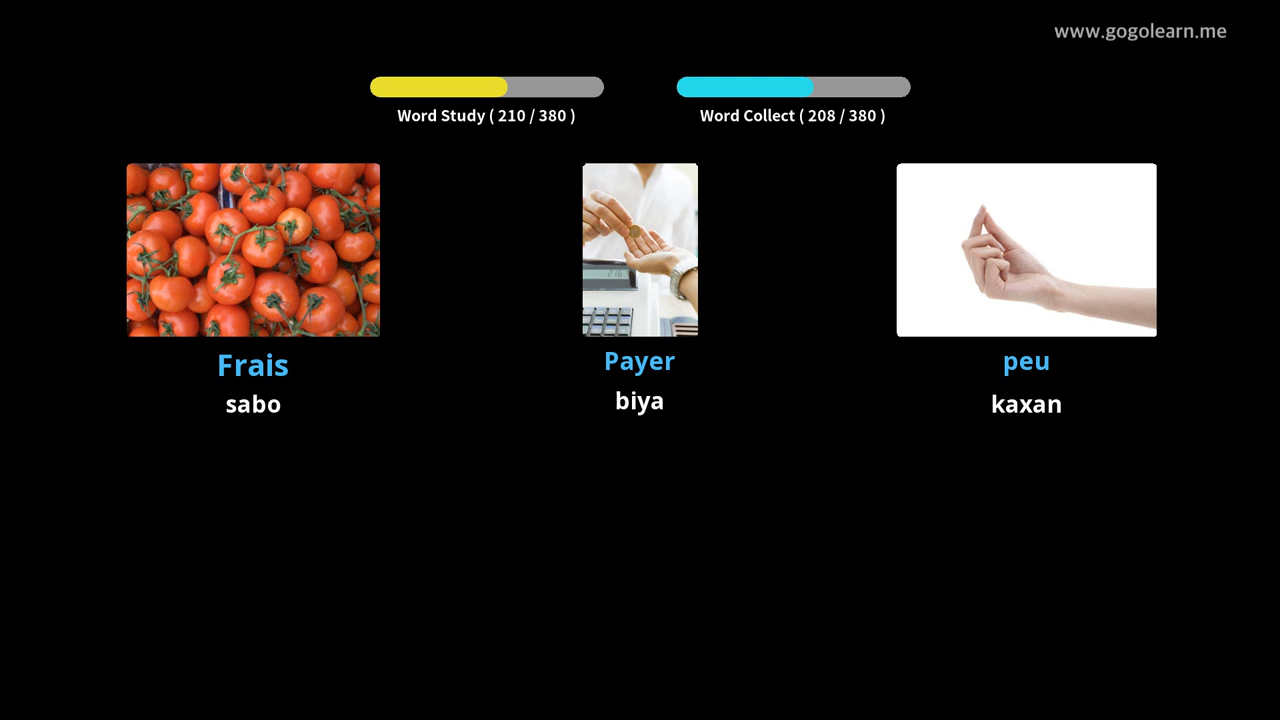 www.gogolearn.me
Word Study ( 210 / 380 )
Word Collect ( 208 / 380 )
Frais
sabo
Payer
biya
peu
kaxan